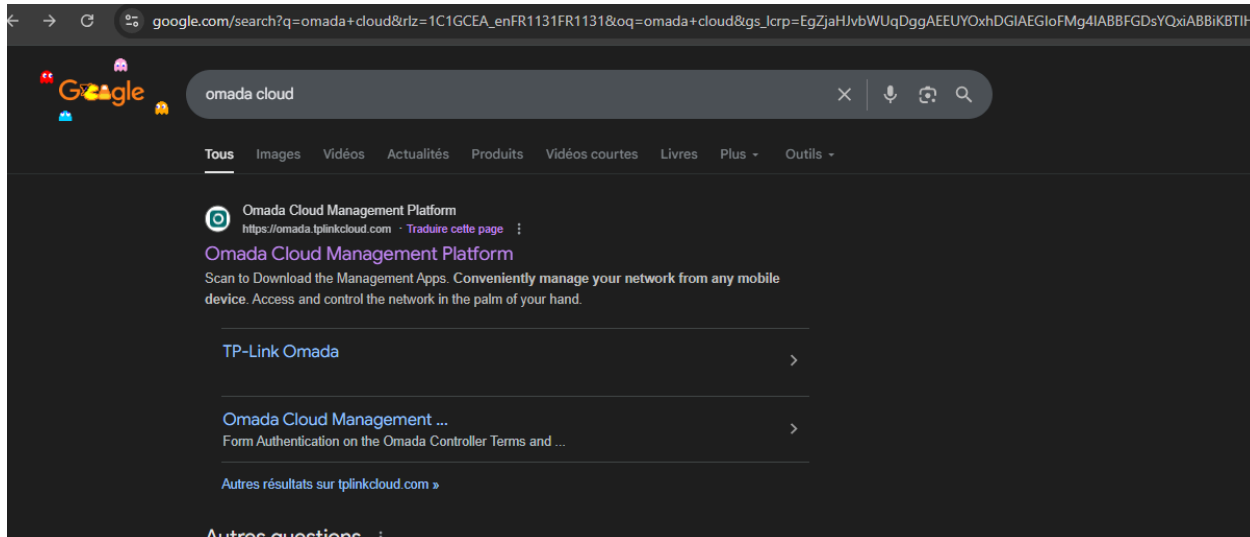 google.com/search?q=omada+cloud&rlz=1C1GCEA_enFR1131FR1131&oq=omada+cloud&gs_lcrp=EgZjaHJvbWUqDggAEEUYOxhDGIAEGIoFMg4IABBFGDsYQxiABBiKBTIH
Google
omada cloud
Tous Images Vidéos Actualités Produits Vidéos courtes Livres Plus Outils
Omada Cloud Management Platform
https://omada.tplinkcloud.com · Traduire cette page
Omada Cloud Management Platform
Scan to Download the Management Apps. Conveniently manage your network from any mobile
device. Access and control the network in the palm of your hand.
TP-Link Omada
Omada Cloud Management ...
Form Authentication on the Omada Controller Terms and ...
Autres résultats sur tplinkcloud.com »
Autres questions